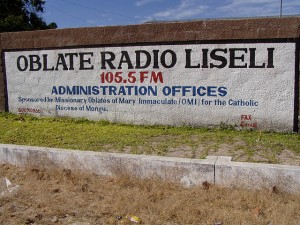 OBLATE RADIO LISELI
105.5 FM
ADMINISTRATION OFFICES
Sponsored by Missionary Oblates of Mary Immaculate (OMI) for the Catholic
Diocese of Mongu.
FAX